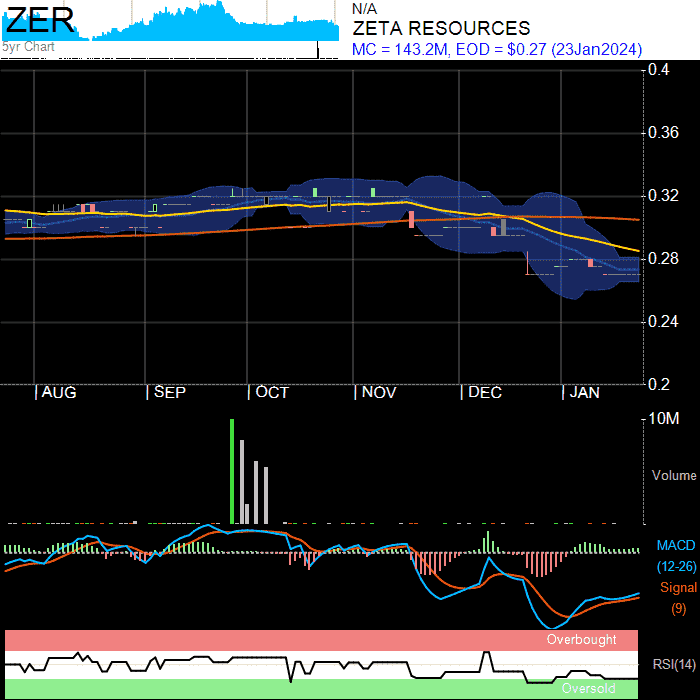 ZER
5yr Chart
N/A
ZETA RESOURCES
MC = 143.2M, EOD = $0.27 (23Jan2024)
0.4
0.36
0.32
0.28
0.24
0.2
AUG
SEP
OCT
NOV
DEC
JAN
10M
Volume
MACD
(12-26)
Signal
(9)
Overbought
RSI(14)
Oversold